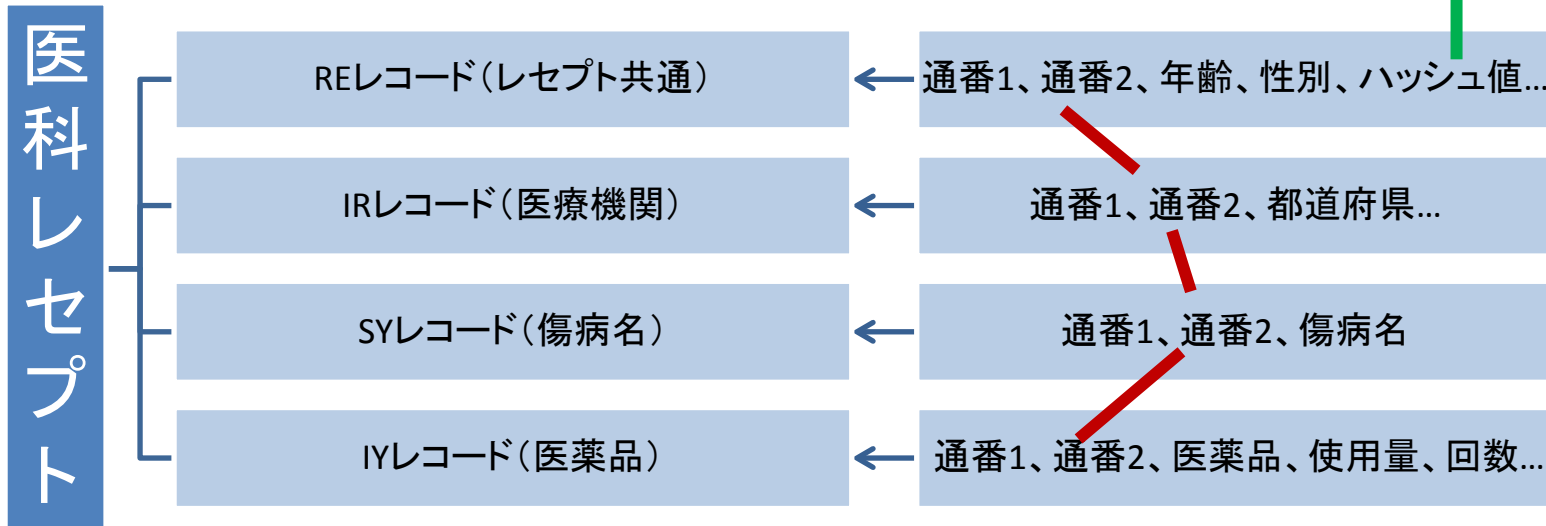 医科レセプト
REレコード（レセプト共通）
通番1、通番2、年齢、性別、ハッシュ値…
IRレコード（医療機関）
通番1、通番2、都道府県…
SYレコード（傷病名）
通番1、通番2、傷病名
IYレコード（医薬品）
通番1、通番2、医薬品、使用量、回数…